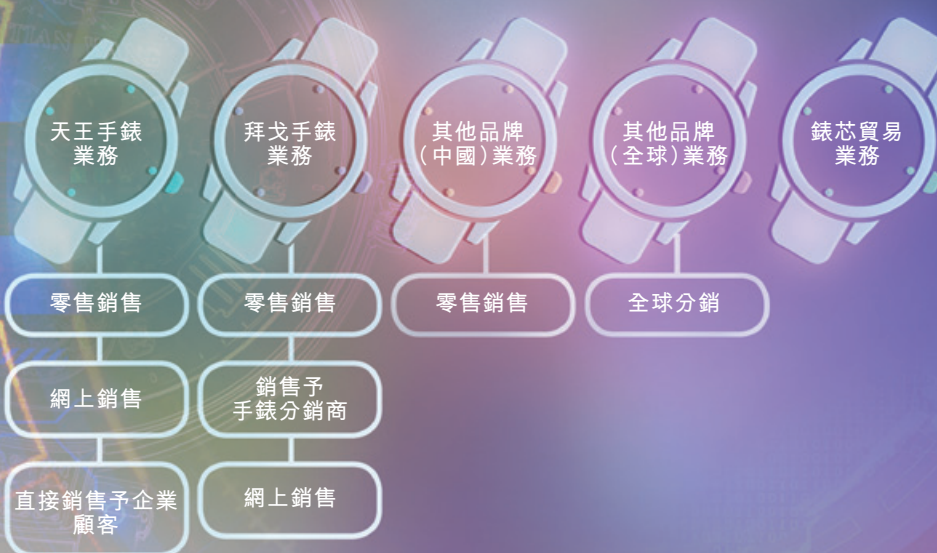 天王手錶
業務
拜戈手錶
業務
其他品牌
（中國）業務
其他品牌
（全球）業務
錶芯貿易
業務
零售銷售
網上銷售
直接銷售予企業
顧客
零售銷售
銷售予
手錶分銷商
網上銷售
零售銷售
全球分銷